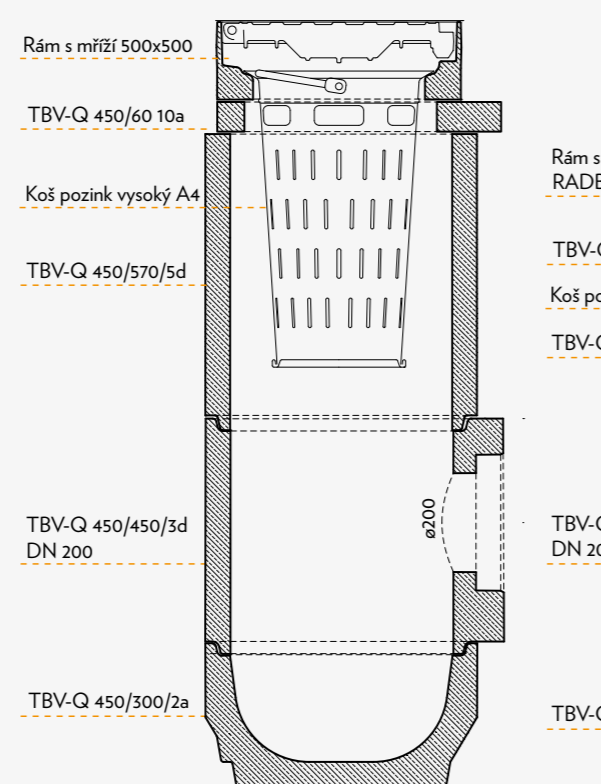 Rám s mříží 500x500
TBV-Q 450/60 10a
Koš pozink vysoký A4
TBV-Q 450/570/5d
TBV-Q 450/450/3d
DN 200
ø200
TBV-Q 450/300/2a
Rám s